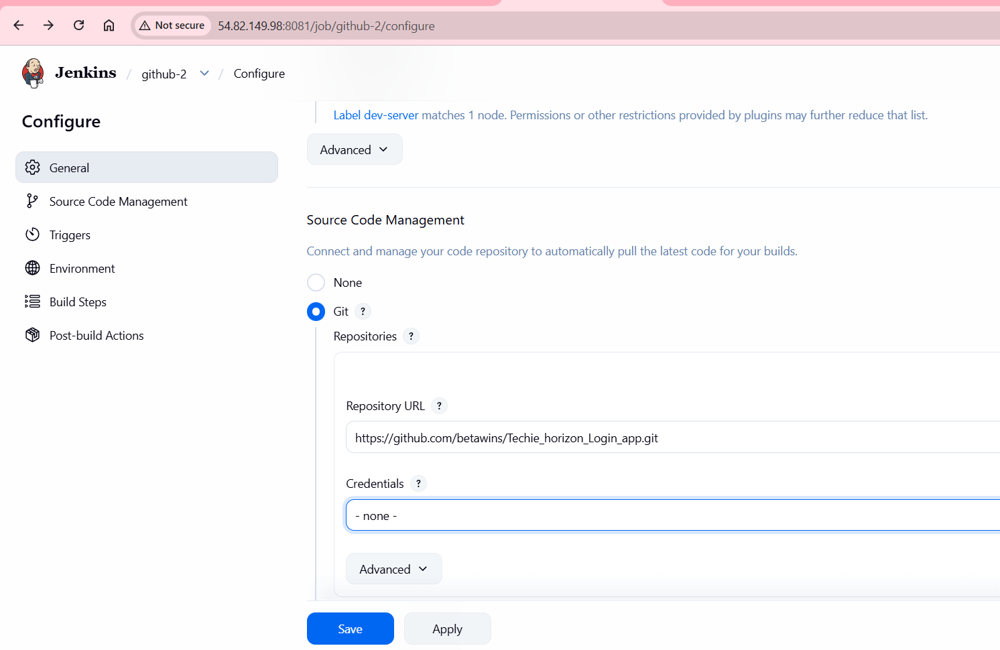 Not secure 54.82.149.98:8081/job/github-2/configure
Jenkins / github-2 / Configure
Configure
General
Source Code Management
Triggers
Environment
Build Steps
Post-build Actions
Label dev-server matches 1 node. Permissions or other restrictions provided by plugins may further reduce that list.
Advanced
Source Code Management
Connect and manage your code repository to automatically pull the latest code for your builds.
None
Git ?
Repositories ?
Repository URL ?
https://github.com/betawins/Techie_horizon_Login_app.git
Credentials ?
- none -
Advanced
Save Apply